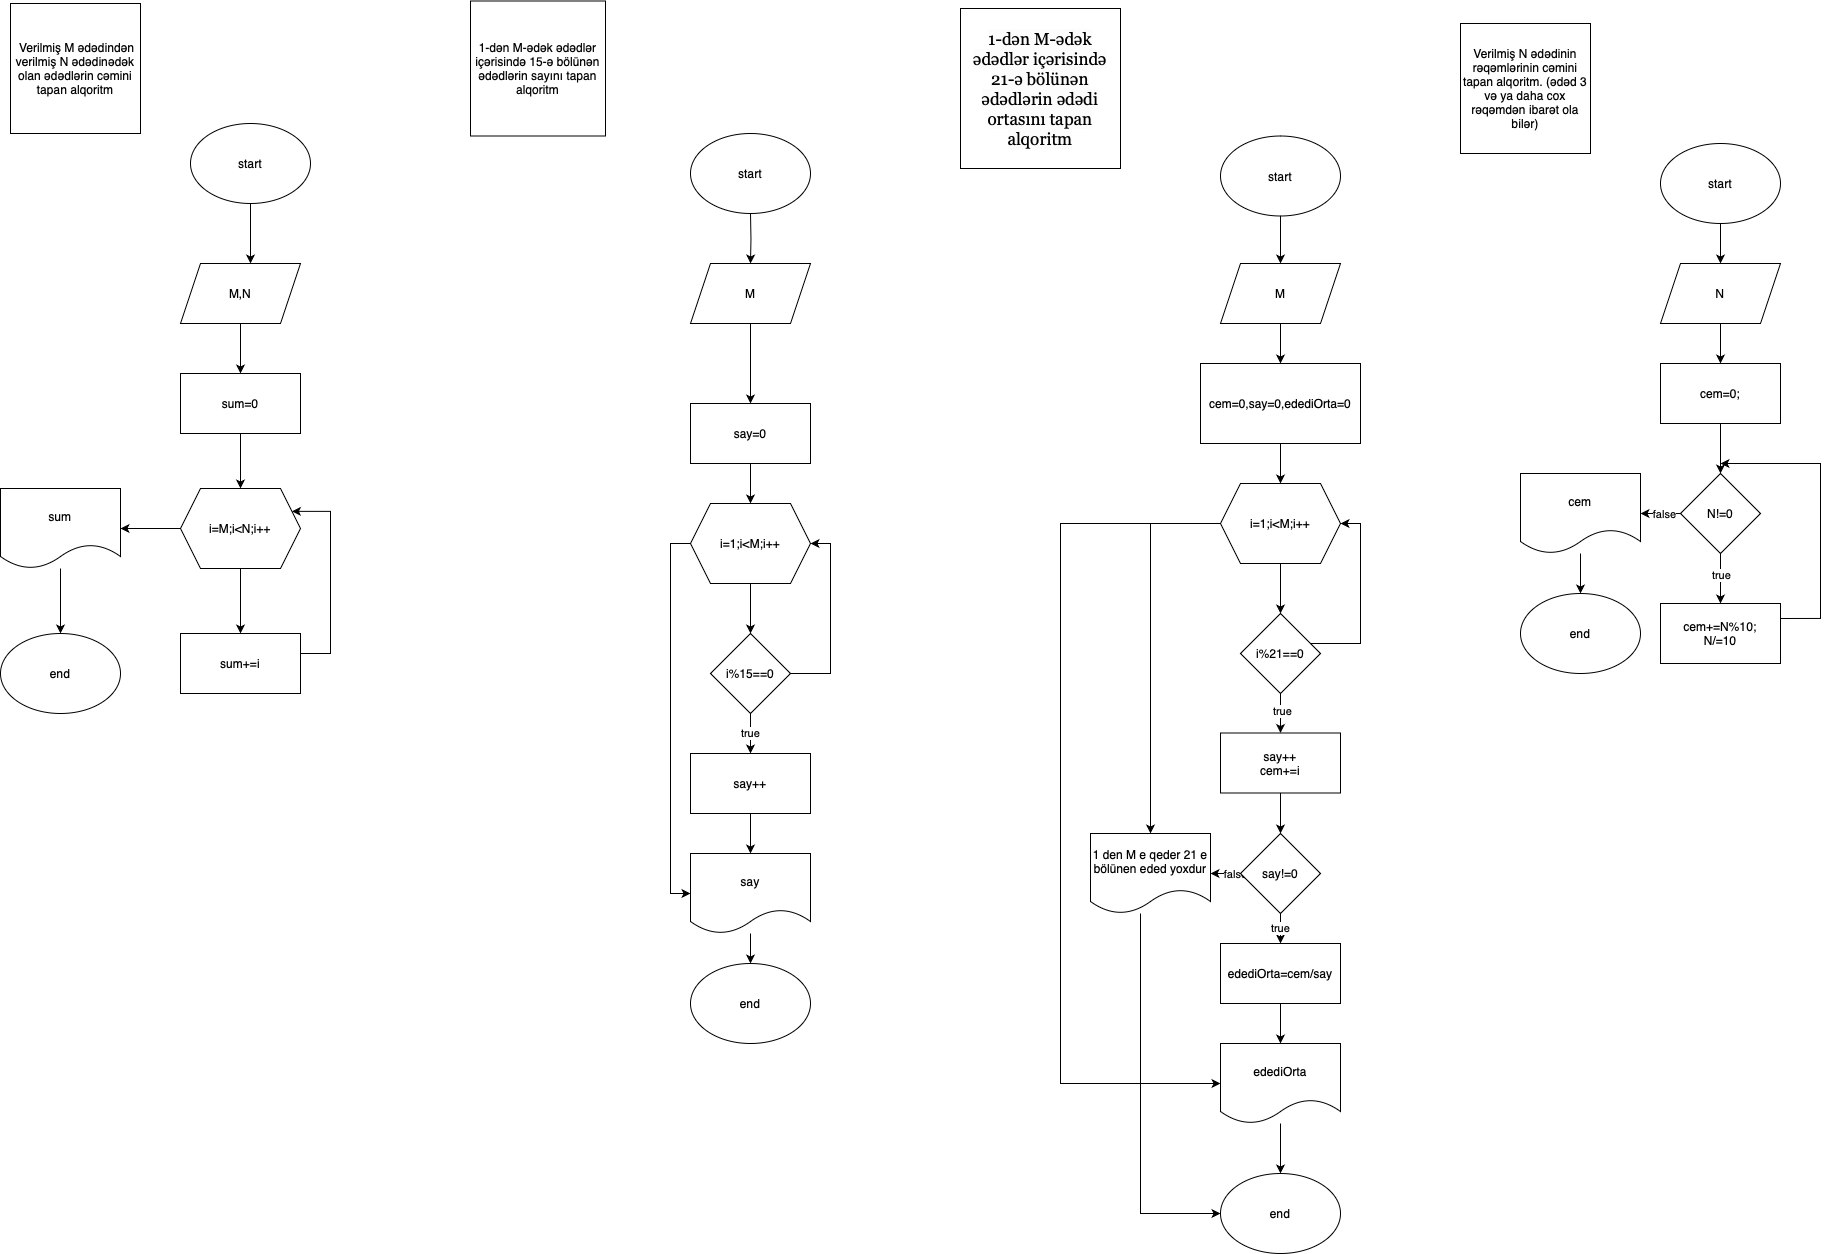 Verilmiş M ədədindən
verilmiş N ədədinədək
olan ədədlərin cəmini
tapan alqoritm
start
M,N
sum=0
i=M;i<N;i++
sum
sum+=i
end
1-dən M-ədək ədədlər
içərisində 15-ə bölünən
ədədlərin sayını tapan
alqoritm
start
M
say=0
i=1;i<M;i++
i%15==0
true
say++
say
end
1-dən M-ədək
ədədlər içərisində
21-ə bölünən
ədədlərin ədədi
ortasını tapan
alqoritm
start
M
cem=0,say=0,edediOrta=0
i=1;i<M;i++
i%21==0
true
say++
cem+=i
1 den M e qeder 21 e
bölünen eded yoxdur
fals
say!=0
true
edediOrta=cem/say
edediOrta
end
Verilmiş N ədədinin
rəqəmlərinin cəmini
tapan alqoritm. (ədəd 3
və ya daha cox
rəqəmdən ibarət ola
bilər)
start
N
cem=0;
cem
false
N!=0
true
cem+=N%10;
N/=10
end